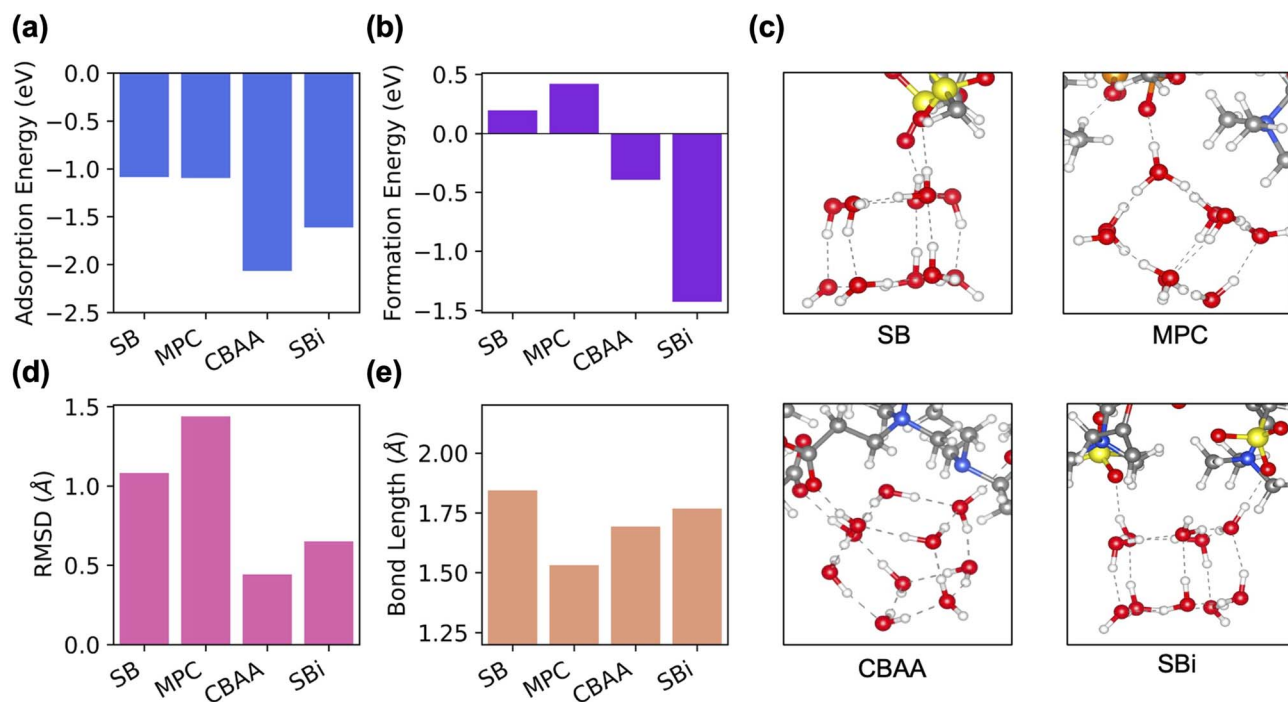 (a)
Adsorption Energy (eV)
0.0
−0.5
−1.0
−1.5
−2.0
−2.5
SB
MPC
CBAA
SBi
(b)
Formation Energy (eV)
0.5
0.0
−0.5
−1.0
−1.5
SB
MPC
CBAA
SBi
(c)
SB
MPC
CBAA
SBi
(d)
RMSD (Å)
1.5
1.0
0.5
0.0
SB
MPC
CBAA
SBi
(e)
Bond Length (Å)
2.00
1.75
1.50
1.25
SB
MPC
CBAA
SBi